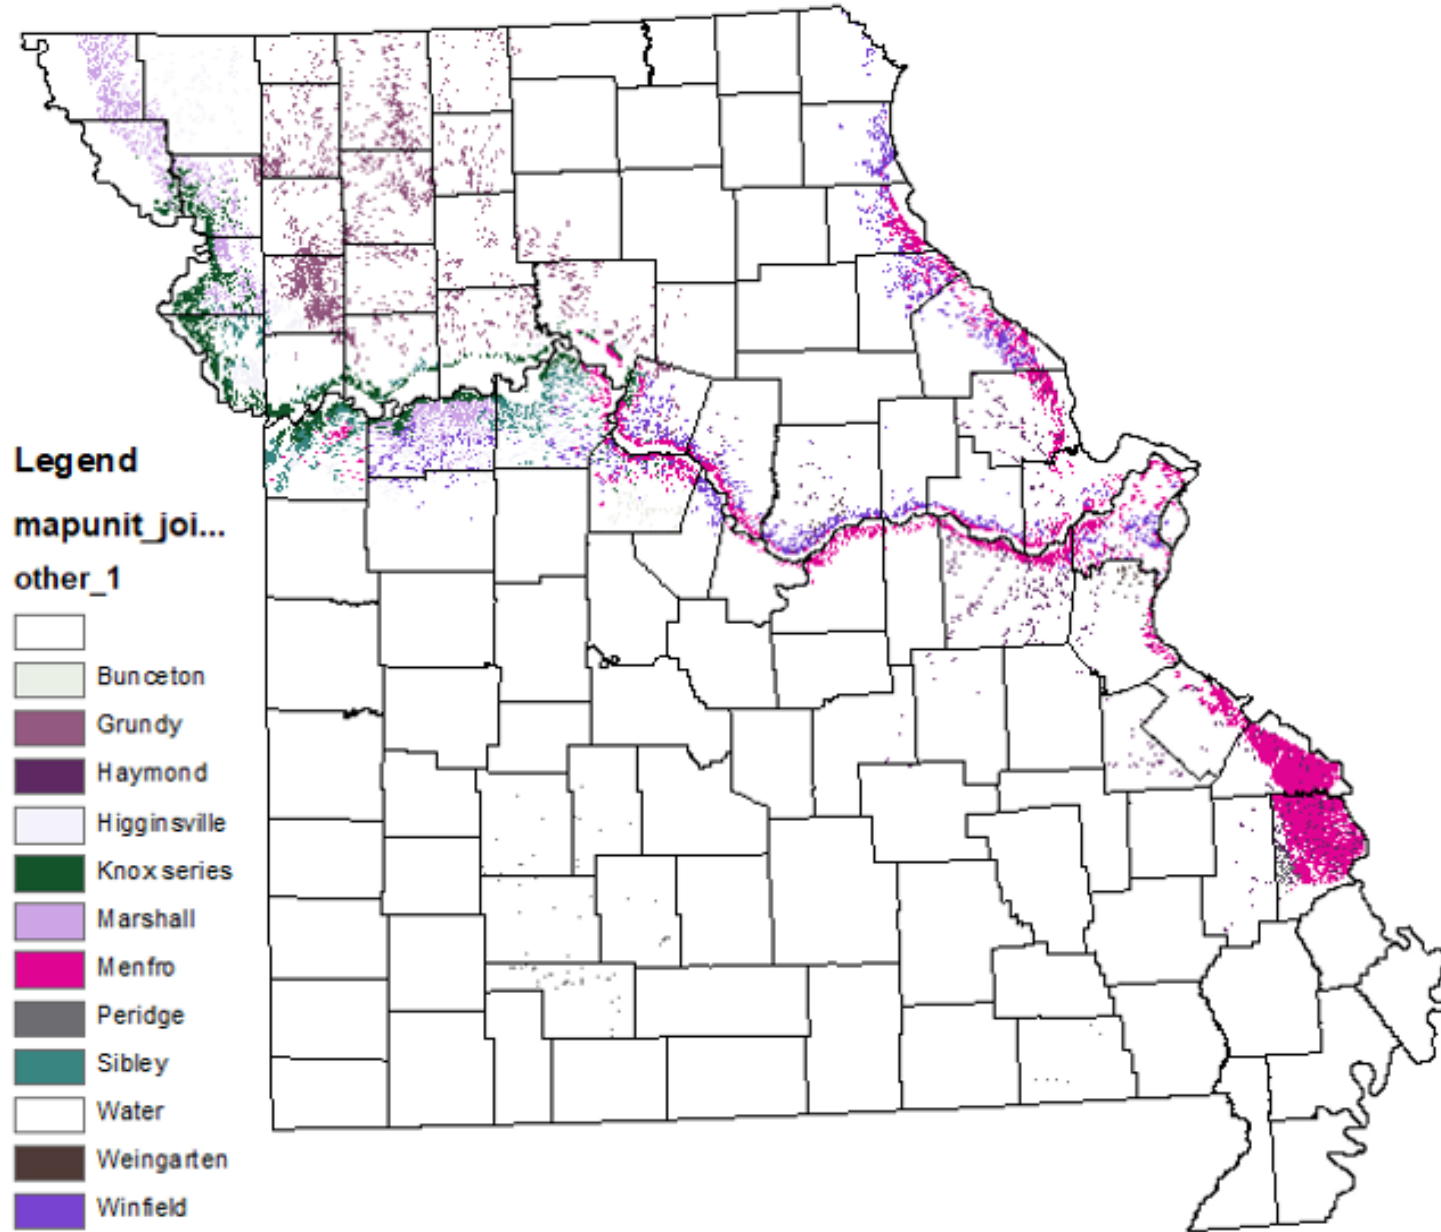 Legend
mapunit_joi...
other_1
Bunceton
Grundy
Haymond
Higginsville
Knox series
Marshall
Menfro
Peridge
Sibley
Water
Weingarten
Winfield